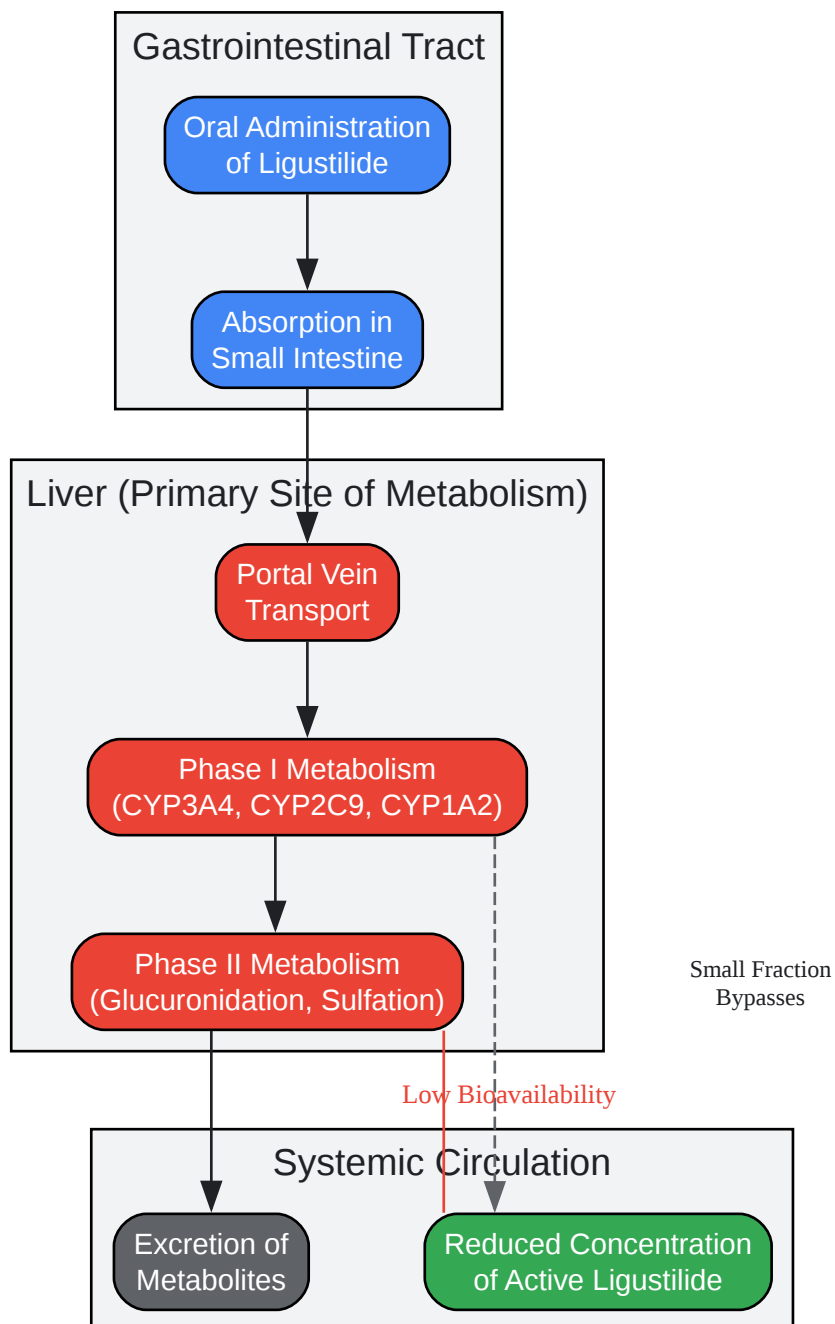 Gastrointestinal Tract
Oral Administration
of Ligustilide
Absorption in
Small Intestine
Liver (Primary Site of Metabolism)
Portal Vein
Transport
Phase I Metabolism
(CYP3A4, CYP2C9, CYP1A2)
Phase II Metabolism
(Glucuronidation, Sulfation)
Small Fraction
Bypasses
Low Bioavailability
Systemic Circulation
Excretion of
Metabolites
Reduced Concentration
of Active Ligustilide